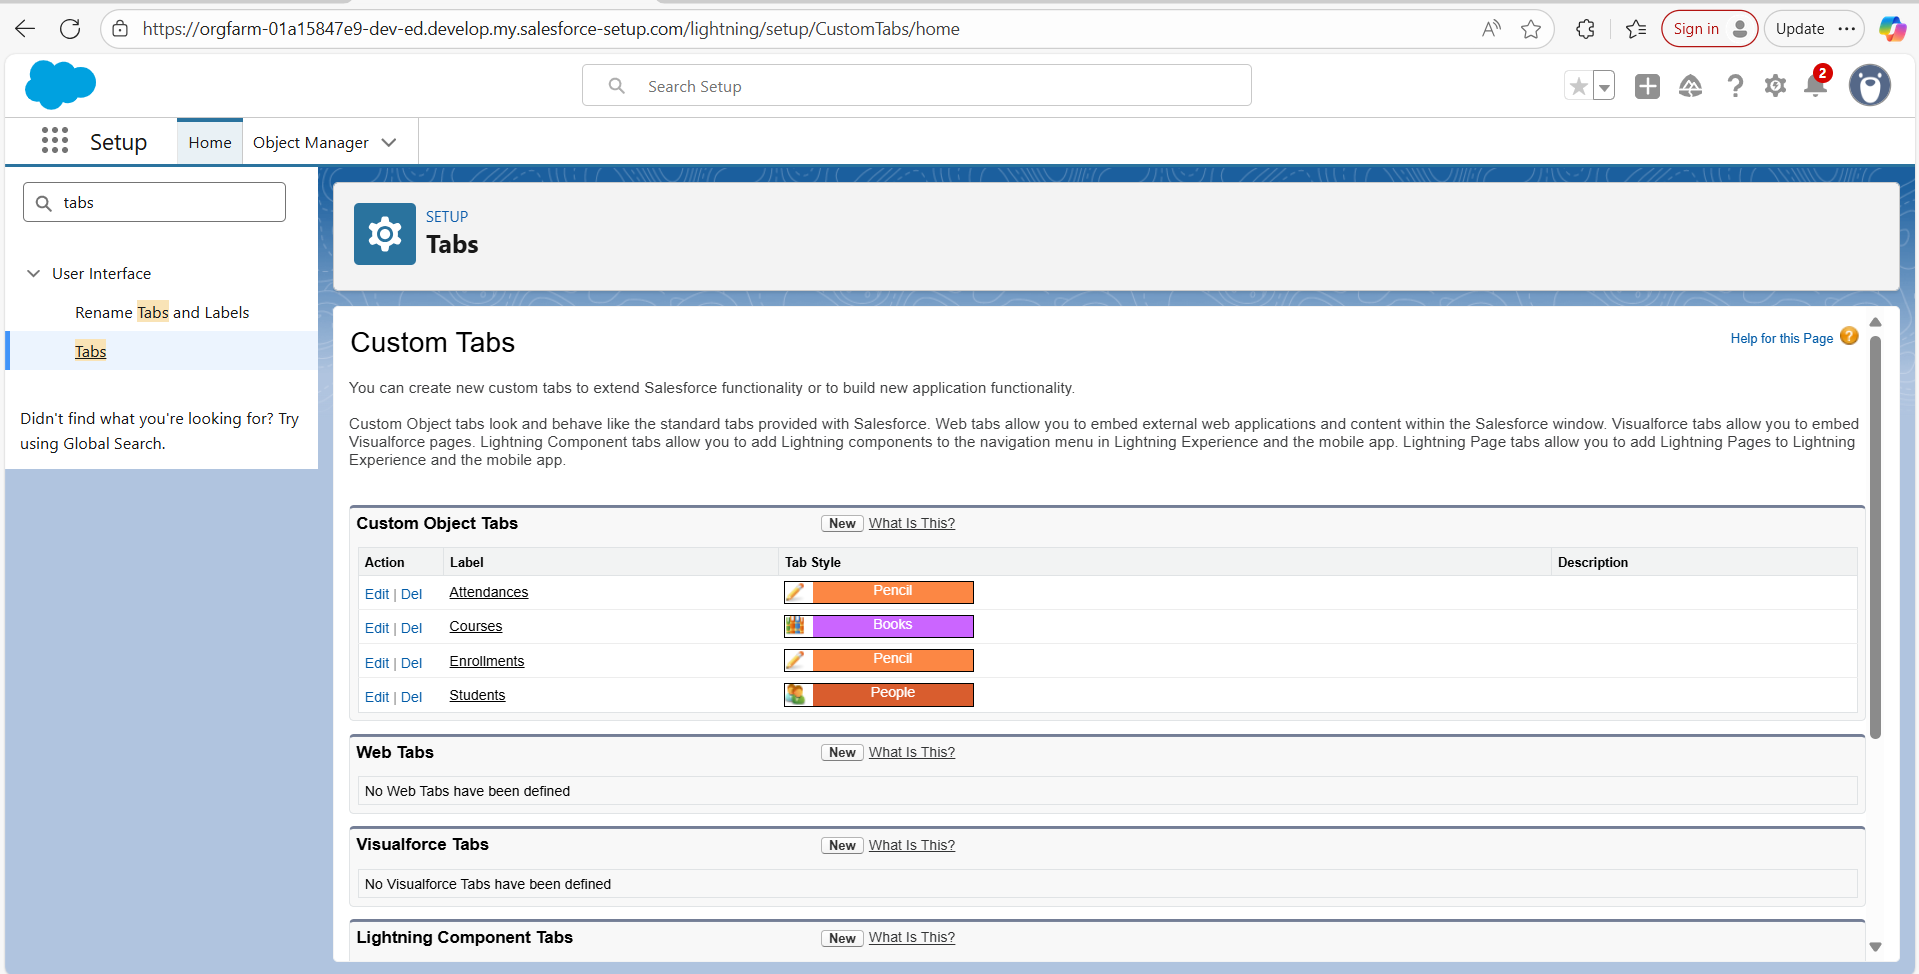 https://orgfarm-01a15847e9-dev-ed.develop.my.salesforce-setup.com/lightning/setup/CustomTabs/home
A
Sign in
Update
Search Setup
2
Setup
Home
Object Manager
tabs
User Interface
Rename Tabs and Labels
Tabs
Didn't find what you're looking for? Try
using Global Search.
SETUP
Tabs
Custom Tabs
Help for this Page
You can create new custom tabs to extend Salesforce functionality or to build new application functionality.
Custom Object tabs look and behave like the standard tabs provided with Salesforce. Web tabs allow you to embed external web applications and content within the Salesforce window. Visualforce tabs allow you to embed
Visualforce pages. Lightning Component tabs allow you to add Lightning components to the navigation menu in Lightning Experience and the mobile app. Lightning Page tabs allow you to add Lightning Pages to Lightning
Experience and the mobile app.
Custom Object Tabs New What Is This?
Action Label Tab Style Description
Edit | Del Attendances Pencil
Edit | Del Courses Books
Edit | Del Enrollments Pencil
Edit | Del Students People
Web Tabs New What Is This?
No Web Tabs have been defined
Visualforce Tabs New What Is This?
No Visualforce Tabs have been defined
Lightning Component Tabs New What Is This?